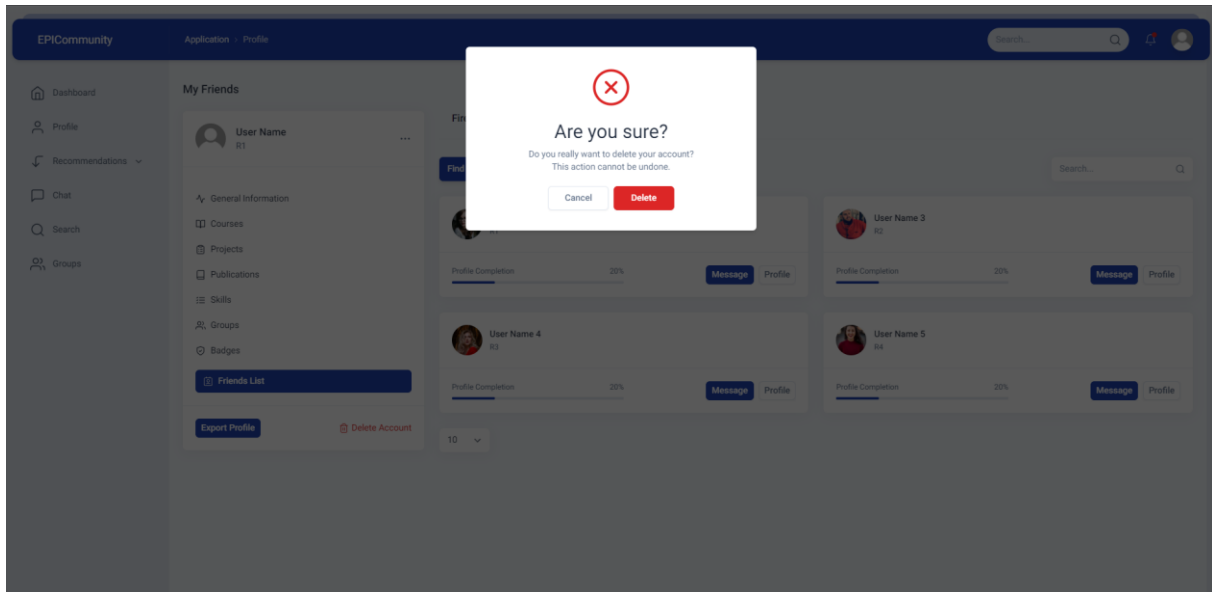 EPICommunity
Application > Profile
Search...
Dashboard
Profile
Recommendations
Chat
Search
Groups
My Friends
User Name
R1
...
General Information
Courses
Projects
Publications
Skills
Groups
Badges
Friends List
Export Profile
Delete Account
Are you sure?
Do you really want to delete your account?
This action cannot be undone.
Cancel
Delete
Find
Search...
Profile Completion
20%
Message
Profile
User Name 3
R2
Profile Completion
20%
Message
Profile
User Name 4
R3
Profile Completion
20%
Message
Profile
User Name 5
R4
Profile Completion
20%
Message
Profile
10